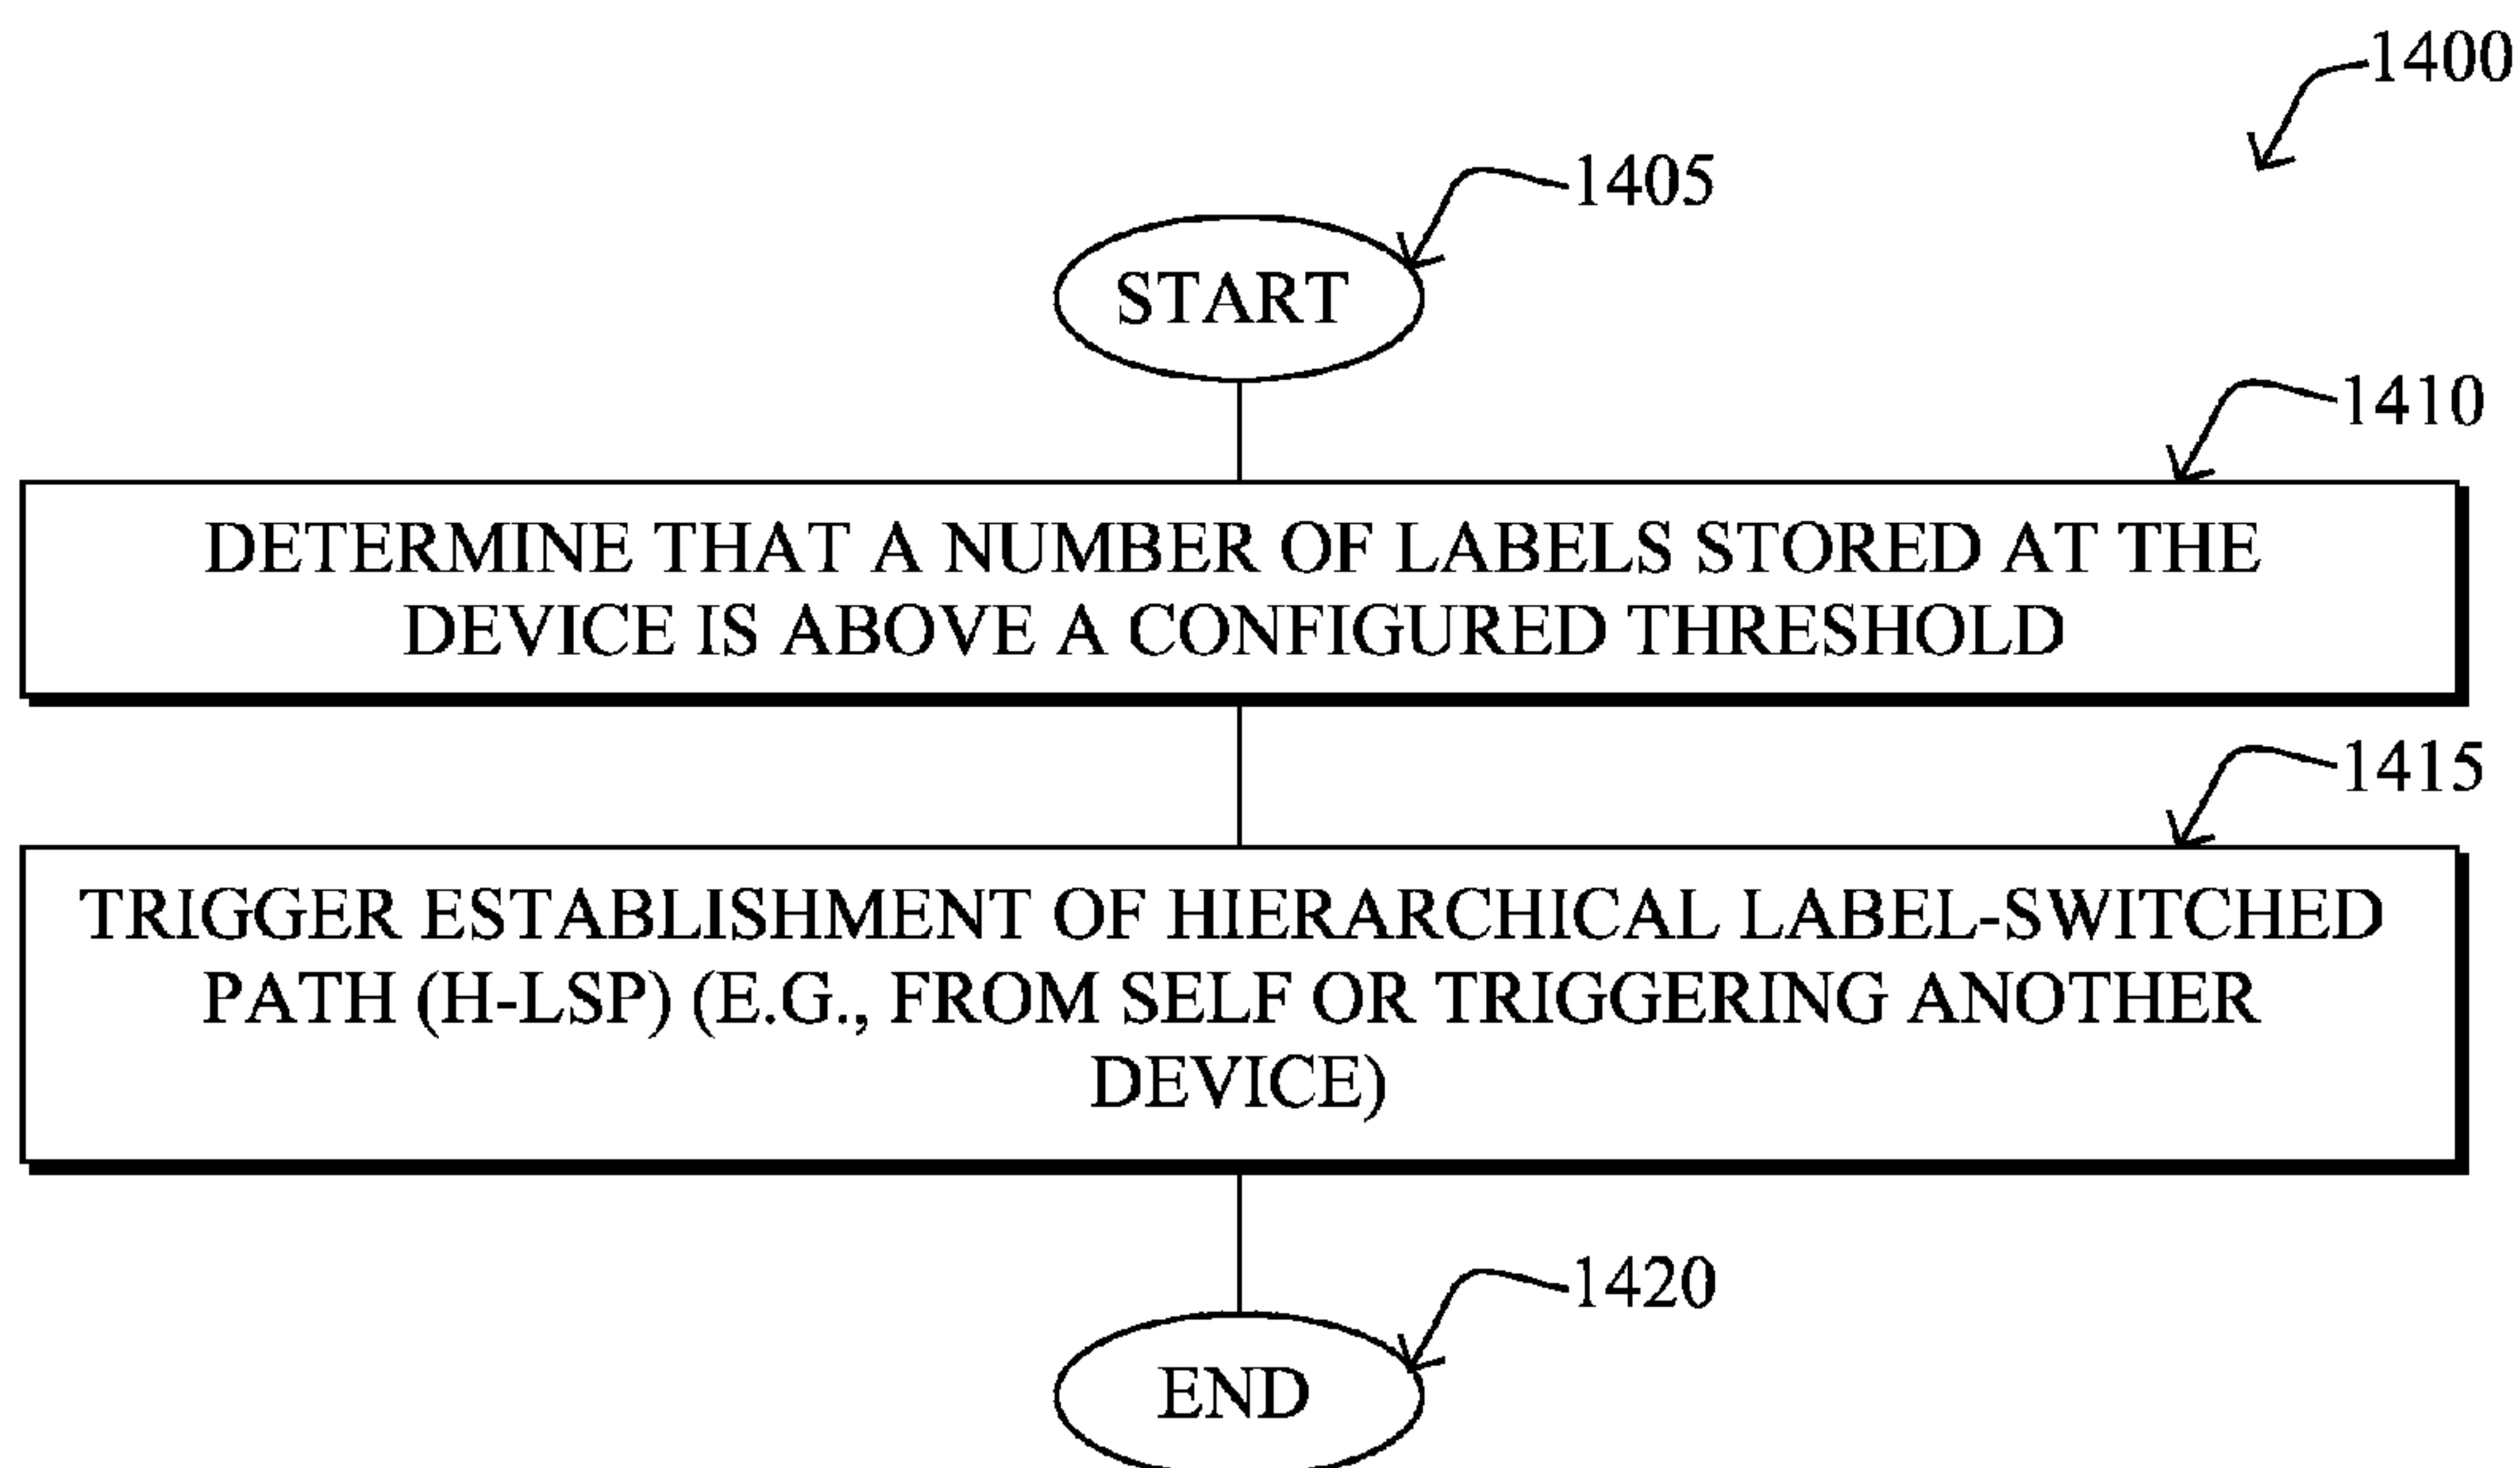 1400
1405
START
1410
DETERMINE THAT A NUMBER OF LABELS STORED AT THE
DEVICE IS ABOVE A CONFIGURED THRESHOLD
1415
TRIGGER ESTABLISHMENT OF HIERARCHICAL LABEL-SWITCHED
PATH (H-LSP) (E.G., FROM SELF OR TRIGGERING ANOTHER
DEVICE)
1420
END